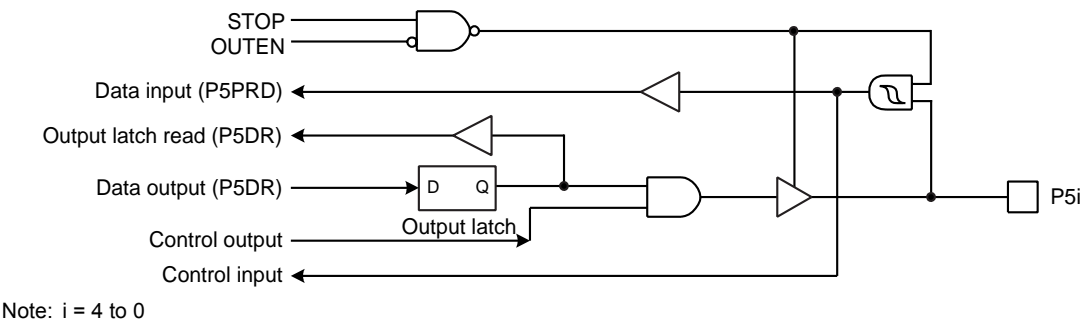 STOP
OUTEN
Data input (P5PRD)
Output latch read (P5DR)
Data output (P5DR)
D Q
Output latch
P5i
Control output
Control input
Note: i = 4 to 0